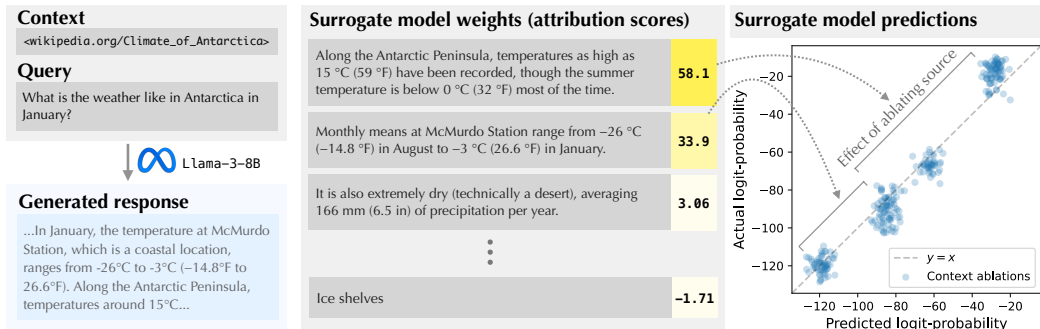 Context
<wikipedia.org/Climate_of_Antarctica>
Query
What is the weather like in Antarctica in
January?
Llama-3-8B
Generated response
...In January, the temperature at McMurdo
Station, which is a coastal location,
ranges from -26°C to -3°C (−14.8°F to
26.6°F). Along the Antarctic Peninsula,
temperatures around 15°C...
Surrogate model weights (attribution scores)
Along the Antarctic Peninsula, temperatures as high as
15 °C (59 °F) have been recorded, though the summer
temperature is below 0 °C (32 °F) most of the time.
58.1
Monthly means at McMurdo Station range from −26 °C
(−14.8 °F) in August to −3 °C (26.6 °F) in January.
33.9
It is also extremely dry (technically a desert), averaging
166 mm (6.5 in) of precipitation per year.
3.06
Ice shelves
−1.71
Surrogate model predictions
Effect of ablating source
Actual logit-probability
−20
−40
−60
−80
−100
−120
y = x
Context ablations
−120 −100 −80 −60 −40 −20
Predicted logit-probability